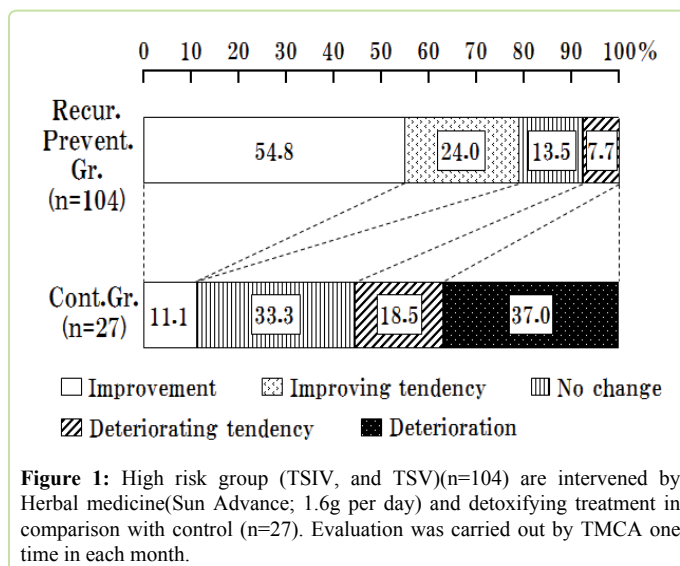 0 10 20 30 40 50 60 70 80 90 100%
Recur.
Prevent.
Gr.
(n=104)
54.8 24.0 13.5 7.7
Cont.Gr.
(n=27)
11.1 33.3 18.5 37.0
Improvement Improving tendency No change
Deteriorating tendency Deterioration
Figure 1: High risk group (TSIV, and TSV)(n=104) are intervened by
Herbal medicine(Sun Advance; 1.6g per day) and detoxifying treatment in
comparison with control (n=27). Evaluation was carried out by TMCA one
time in each month.